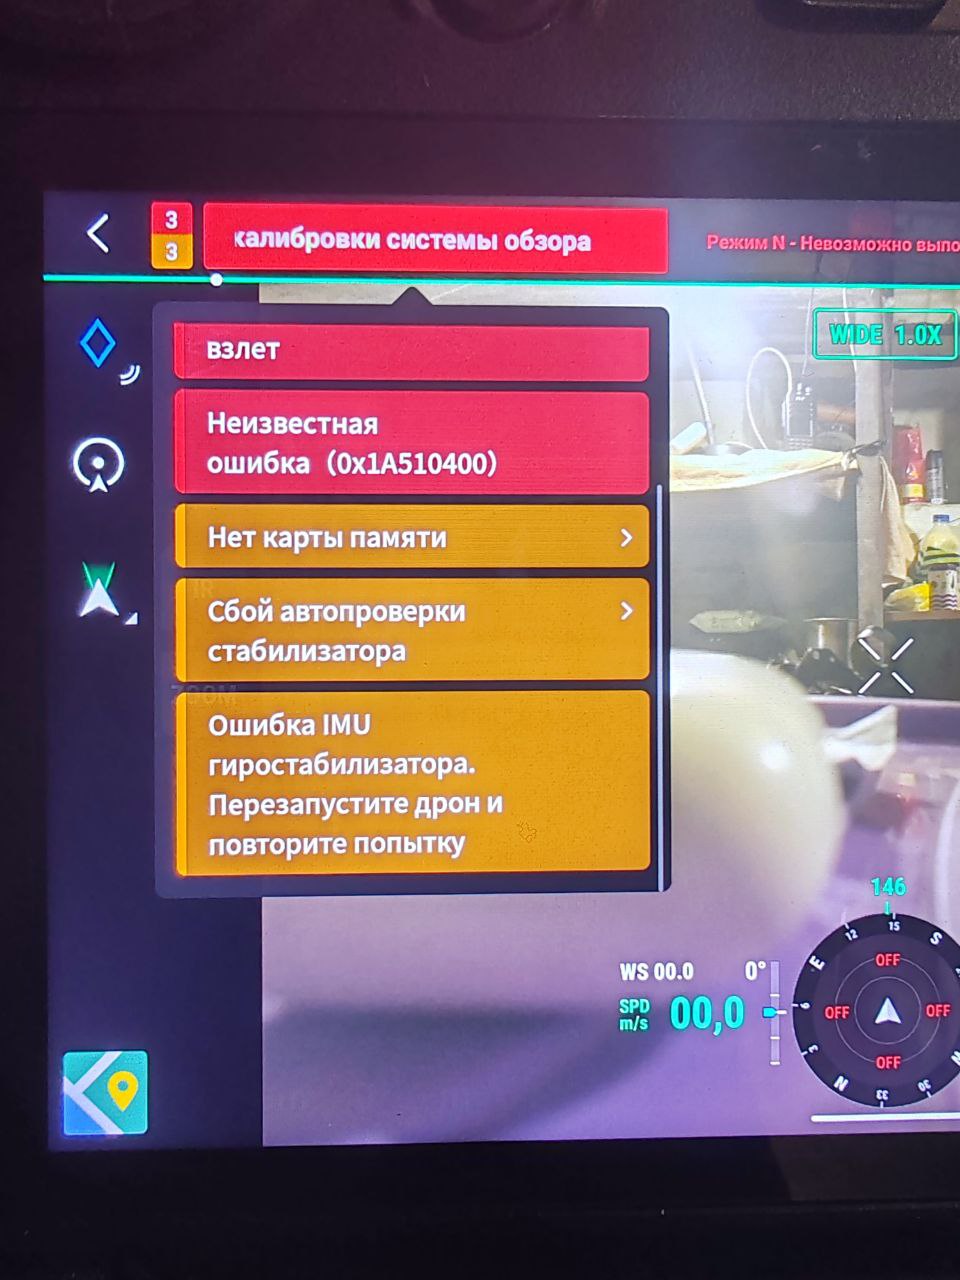 3
3
калибровки системы обзора
Режим N - Невозможно
WIDE 1.0X
взлет
Неизвестная
ошибка (0x1A510400)
Нет карты памяти
Сбой автопроверки
стабилизатора
ZOOM
Ошибка IMU
гиростабилизатора.
Перезапустите дрон и
повторите попытку
146
12 15 S
E OFF
WS 00.0 0°
SPD
m/s 00,0
6 OFF OFF
3 OFF
N 33 30